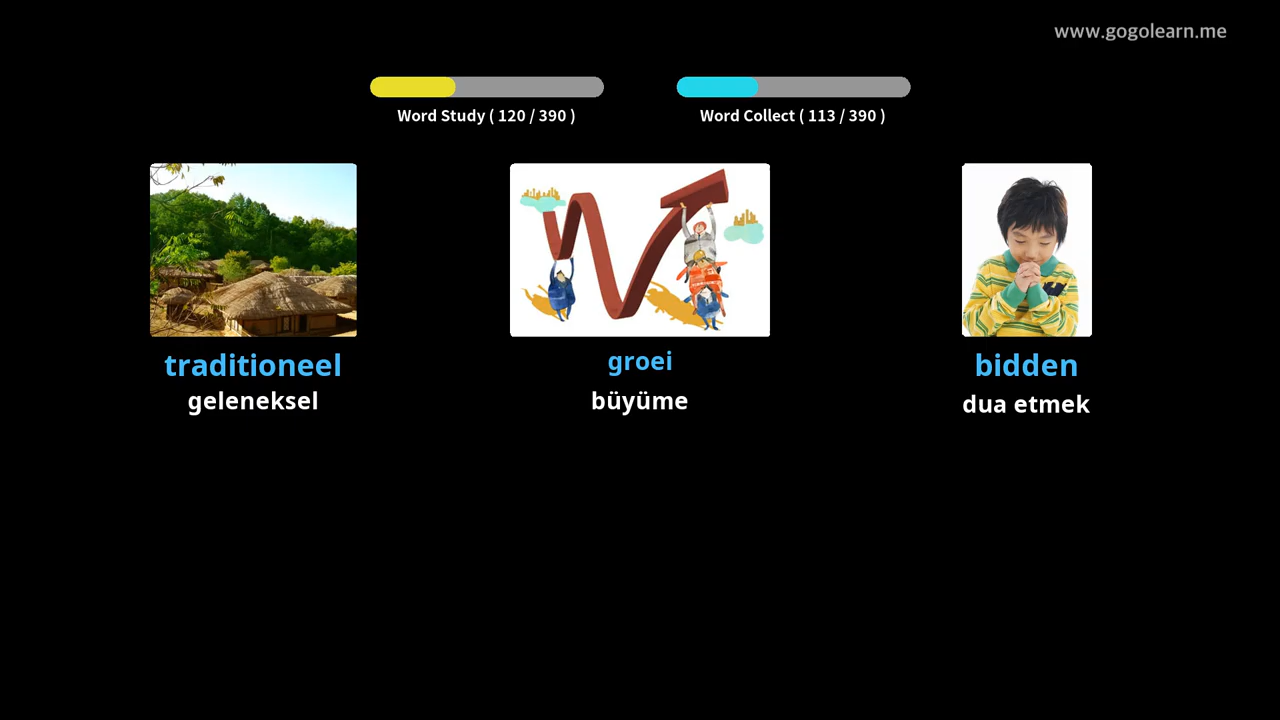 www.gogolearn.me
Word Study ( 120 / 390 )
Word Collect ( 113 / 390 )
traditioneel
geleneksel
groei
büyüme
bidden
dua etmek